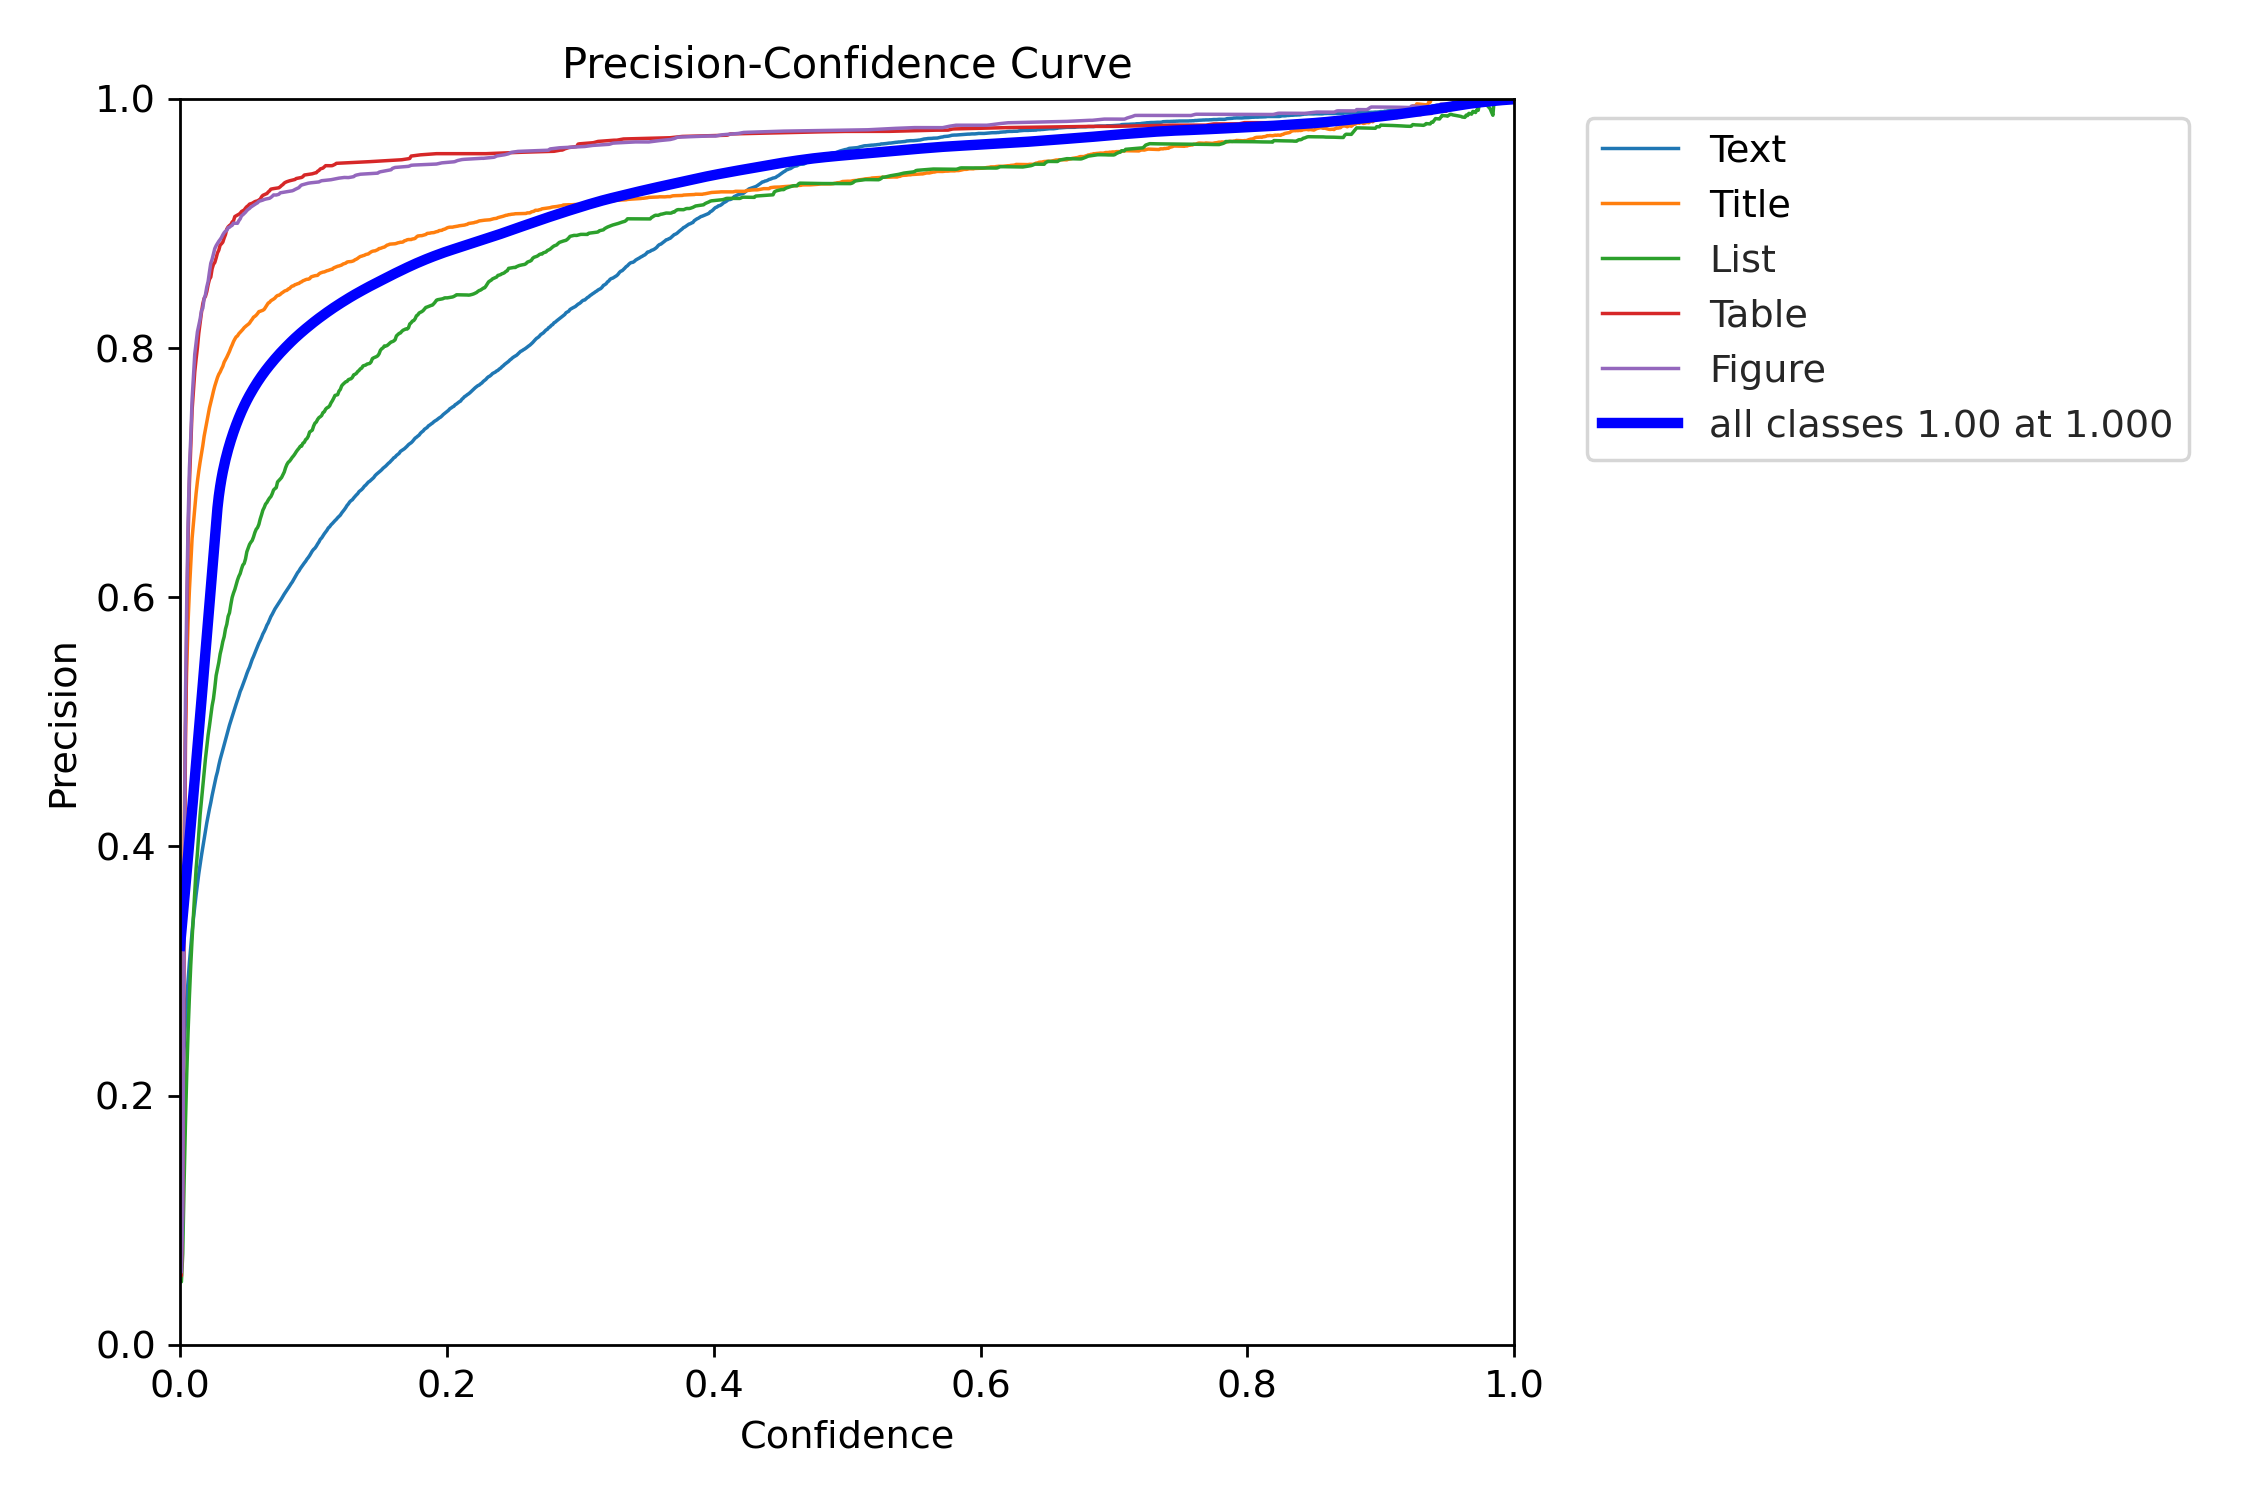 Precision-Confidence Curve
1.0
0.8
0.6
0.4
0.2
0.0
Precision
0.0 0.2 0.4 0.6 0.8 1.0
Confidence
Text
Title
List
Table
Figure
all classes 1.00 at 1.000